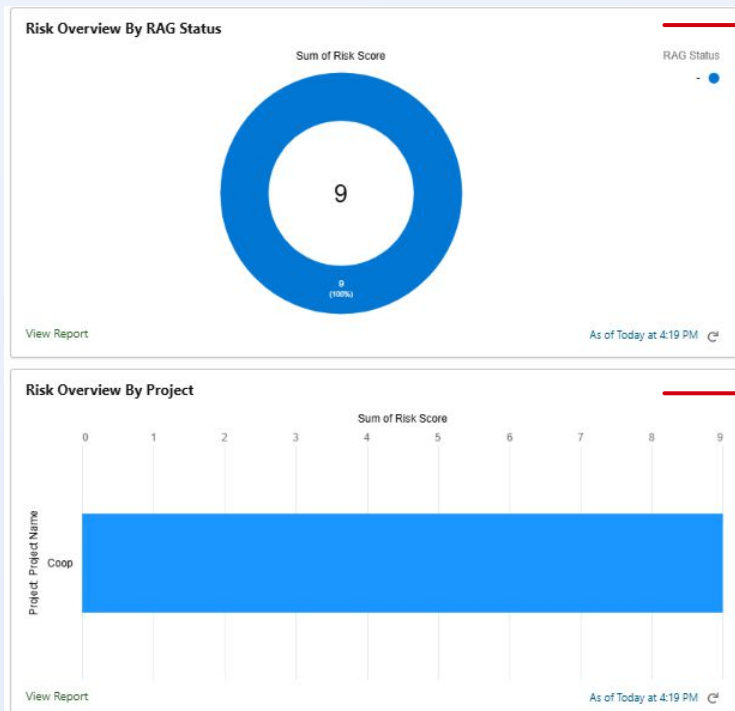 Risk Overview By RAG Status
Sum of Risk Score
RAG Status
-
9
9
(100%)
View Report
As of Today at 4:19 PM
Risk Overview By Project
Sum of Risk Score
0 1 2 3 4 5 6 7 8 9
Project: Project Name
Coop
View Report
As of Today at 4:19 PM